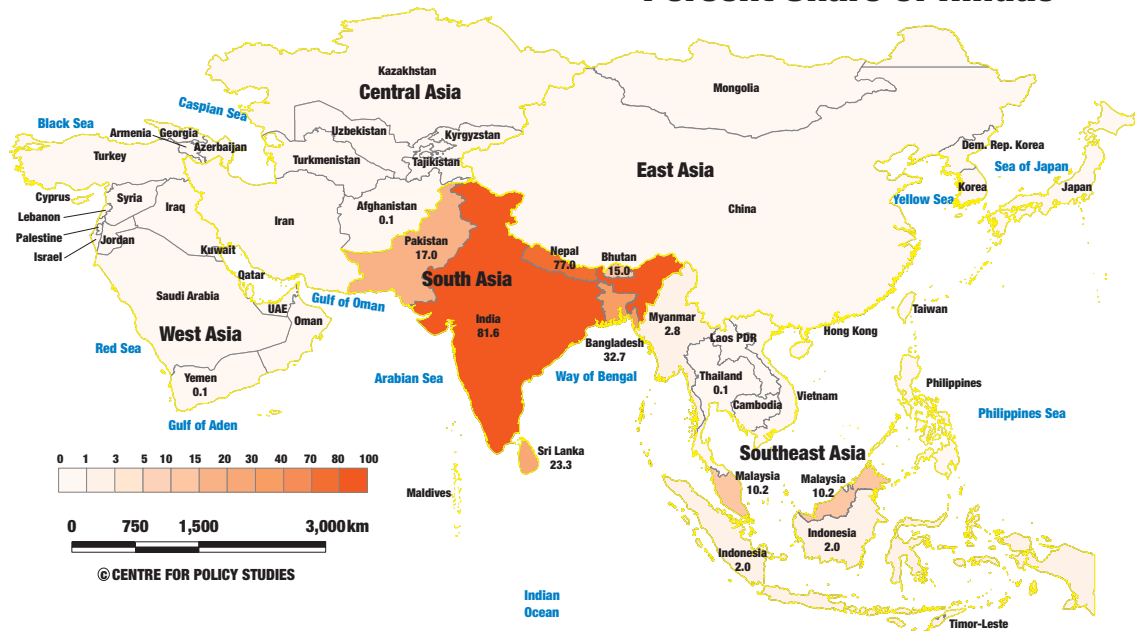 Percent Share of Hindus
Kazakhstan
Central Asia
Mongolia
Caspian Sea
Black Sea
Armenia
Georgia
Azerbaijan
Uzbekistan
Kyrgyzstan
Turkey
Turkmenistan
Tajikistan
East Asia
Dem. Rep. Korea
Sea of Japan
Korea
Japan
Yellow Sea
China
Cyprus
Syria
Lebanon
Iraq
Iran
Afghanistan
0.1
Palestine
Jordan
Israel
Kuwait
Pakistan
17.0
Nepal
77.0
Bhutan
15.0
South Asia
Qatar
Saudi Arabia
Gulf of Oman
UAE
Oman
West Asia
India
81.6
Myanmar
2.8
Taiwan
Hong Kong
Laos PDR
Bangladesh
32.7
Red Sea
Yemen
0.1
Arabian Sea
Way of Bengal
Thailand
0.1
Vietnam
Cambodia
Philippines
Philippines Sea
Gulf of Aden
Sri Lanka
23.3
Southeast Asia
Malaysia
10.2
Malaysia
10.2
Maldives
0 1 3 5 10 15 20 30 40 70 80 100
0 750 1,500 3,000 km
© CENTRE FOR POLICY STUDIES
Indonesia
2.0
Indonesia
2.0
Indian
Ocean
Timor-Leste